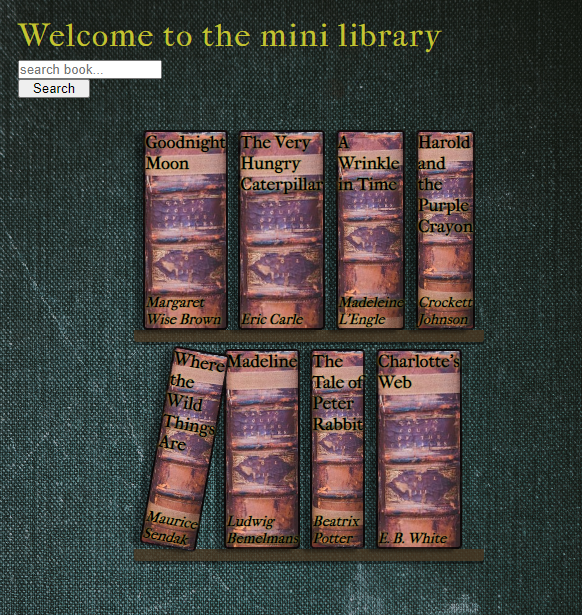 Welcome to the mini library
search book...
Search
Goodnight
Moon
Margaret
Wise Brown
The Very
Hungry
Caterpillar
Eric Carle
A
Wrinkle
in Time
Madeleine
L'Engle
Harold
and
the
Purple
Crayon
Crockett
Johnson
Where
the
Wild
Things
Are
Maurice
Sendak
Madeline
Ludwig
Bemelmans
The
Tale of
Peter
Rabbit
Beatrix
Potter
Charlotte's
Web
E. B. White